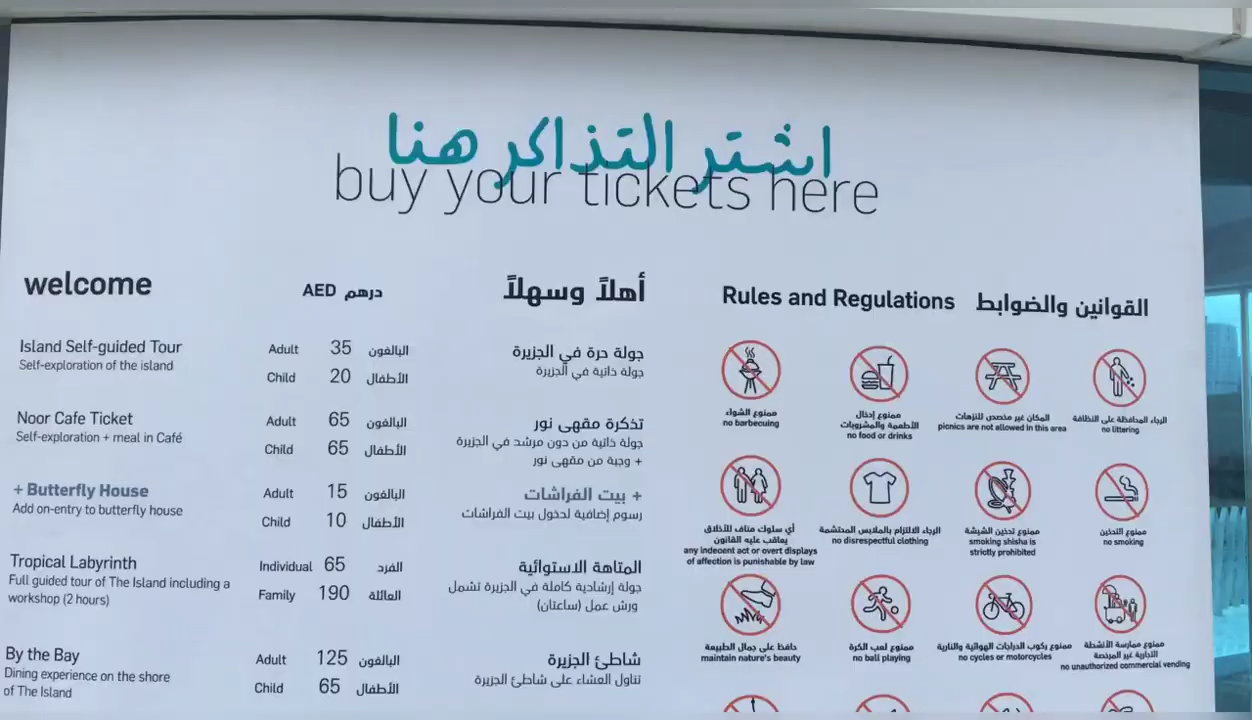 اشتر التذاكر هنا
buy your tickets here
welcome
AED درهم
أهلاً وسهلاً
Island Self-guided Tour
Self-exploration of the island
Adult 35 البالغون
Child 20 الأطفال
جولة حرة في الجزيرة
جولة ذاتية في الجزيرة
Noor Cafe Ticket
Self-exploration + meal in Café
Adult 65 البالغون
Child 65 الأطفال
تذكرة مقهى نور
جولة ذاتية من دون مرشد في الجزيرة
+ وجبة من مقهى نور
+ Butterfly House
Add on-entry to butterfly house
Adult 15 البالغون
Child 10 الأطفال
+ بيت الفراشات
رسوم إضافية لدخول بيت الفراشات
Tropical Labyrinth
Full guided tour of The Island including a
workshop (2 hours)
Individual 65 الفرد
Family 190 العائلة
المتاهة الاستوائية
جولة إرشادية كاملة في الجزيرة تشمل
ورش عمل (ساعتان)
By the Bay
Dining experience on the shore
of The Island
Adult 125 البالغون
Child 65 الأطفال
شاطئ الجزيرة
تناول العشاء على شاطئ الجزيرة
Rules and Regulations القوانين والضوابط
ممنوع الشواء
no barbecuing
ممنوع إدخال
الأطعمة والمشروبات
no food or drinks
المكان غير مخصص للنزهات
picnics are not allowed in this area
الرجاء المحافظة على النظافة
no littering
أي سلوك مناف للأخلاق
يعاقب عليه القانون
any indecent act or overt displays
of affection is punishable by law
الرجاء الالتزام بالملابس المحتشمة
no disrespectful clothing
ممنوع تدخين الشيشة
smoking shisha is
strictly prohibited
ممنوع التدخين
no smoking
حافظ على جمال الطبيعة
maintain nature's beauty
ممنوع لعب الكرة
no ball playing
ممنوع ركوب الدراجات الهوائية والنارية
no cycles or motorcycles
ممنوع ممارسة الأنشطة
التجارية غير المرخصة
no unauthorized commercial vending